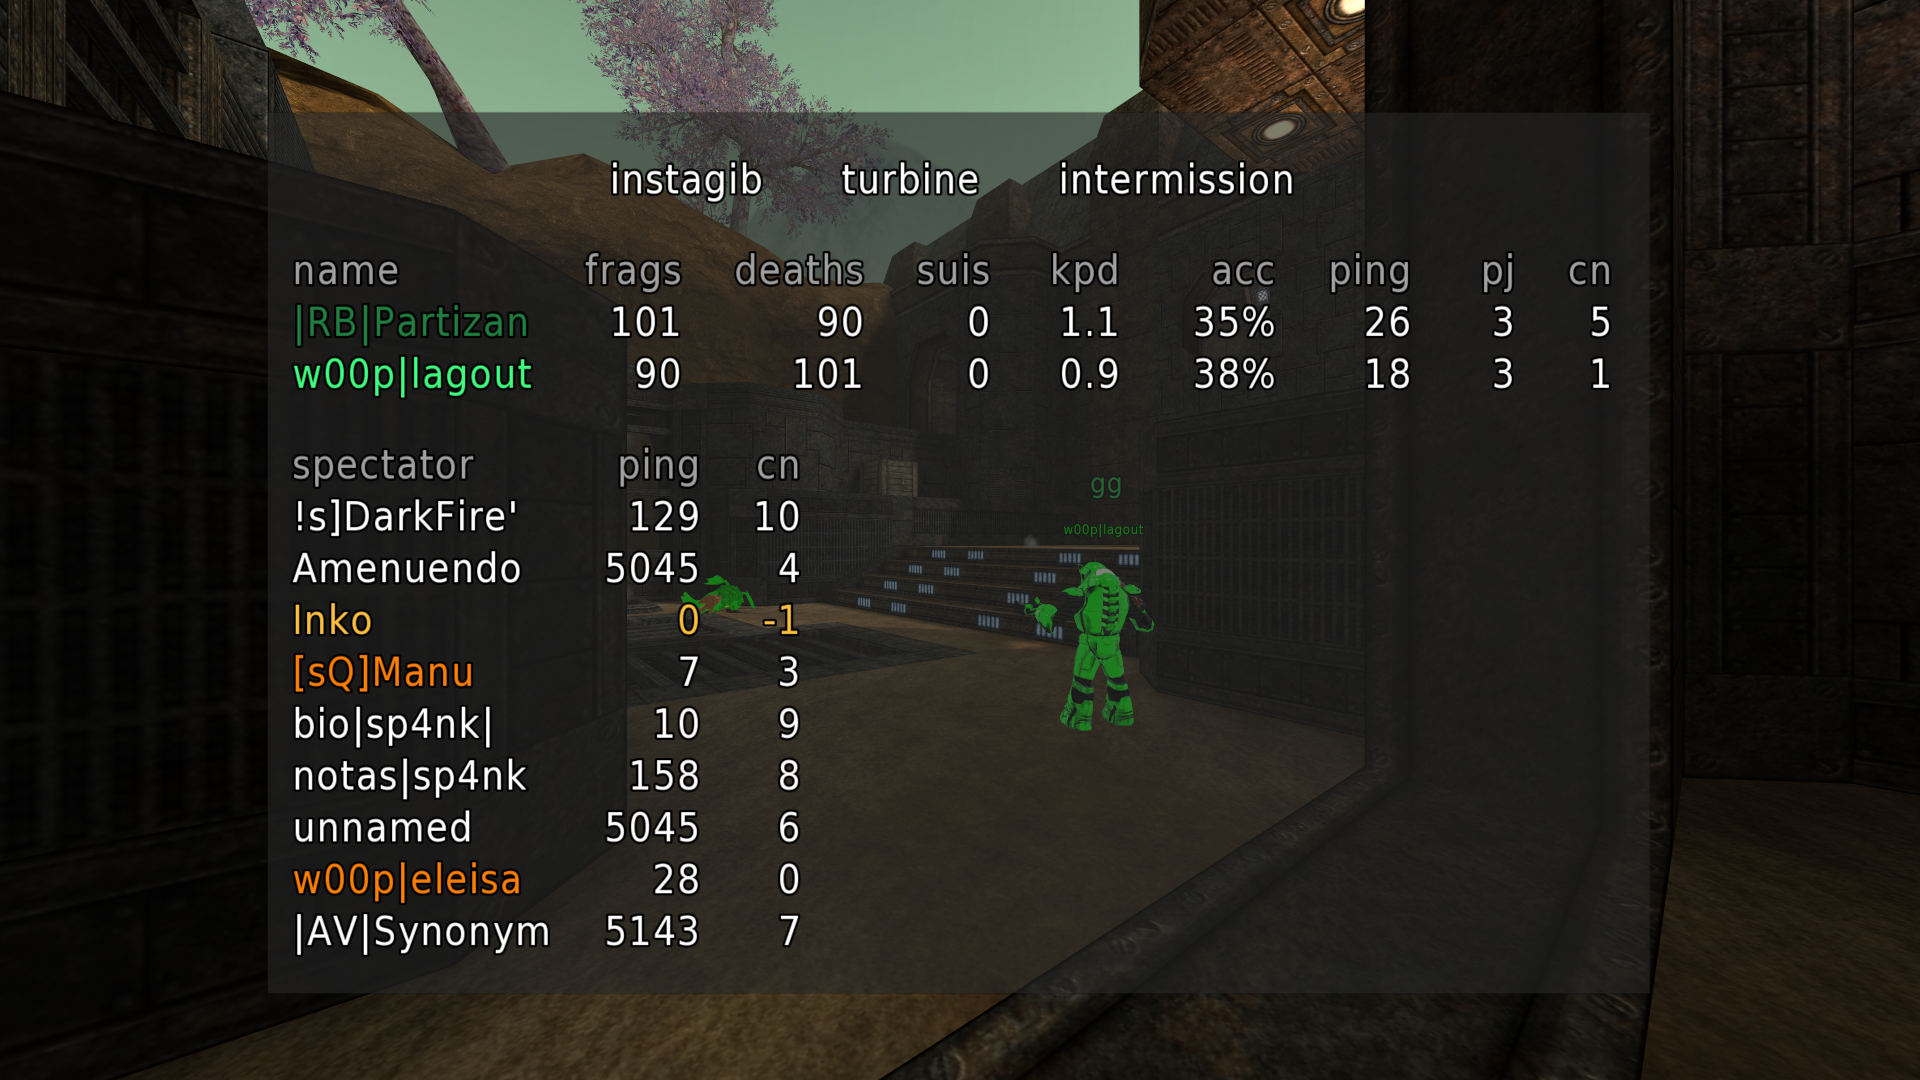 instagib turbine intermission
name frags deaths suis kpd acc ping pj cn
|RB|Partizan 101 90 0 1.1 35% 26 3 5
w00p|lagout 90 101 0 0.9 38% 18 3 1
spectator ping cn
!s]DarkFire' 129 10
Amenuendo 5045 4
Inko 0 -1
[sQ]Manu 7 3
bio|sp4nk| 10 9
notas|sp4nk 158 8
unnamed 5045 6
w00p|eleisa 28 0
|AV|Synonym 5143 7
gg
w00p|lagout